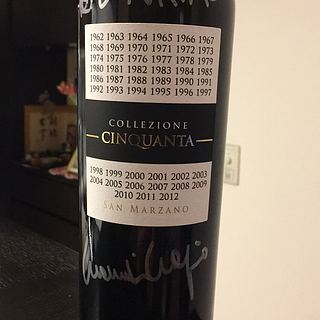 1962 1963 1964 1965 1966 1967
1968 1969 1970 1971 1972 1973
1974 1975 1976 1977 1978 1979
1980 1981 1982 1983 1984 1985
1986 1987 1988 1989 1990 1991
1992 1993 1994 1995 1996 1997
COLLEZIONE
CINQUANTA
1998 1999 2000 2001 2002 2003
2004 2005 2006 2007 2008 2009
2010 2011 2012
SAN MARZANO